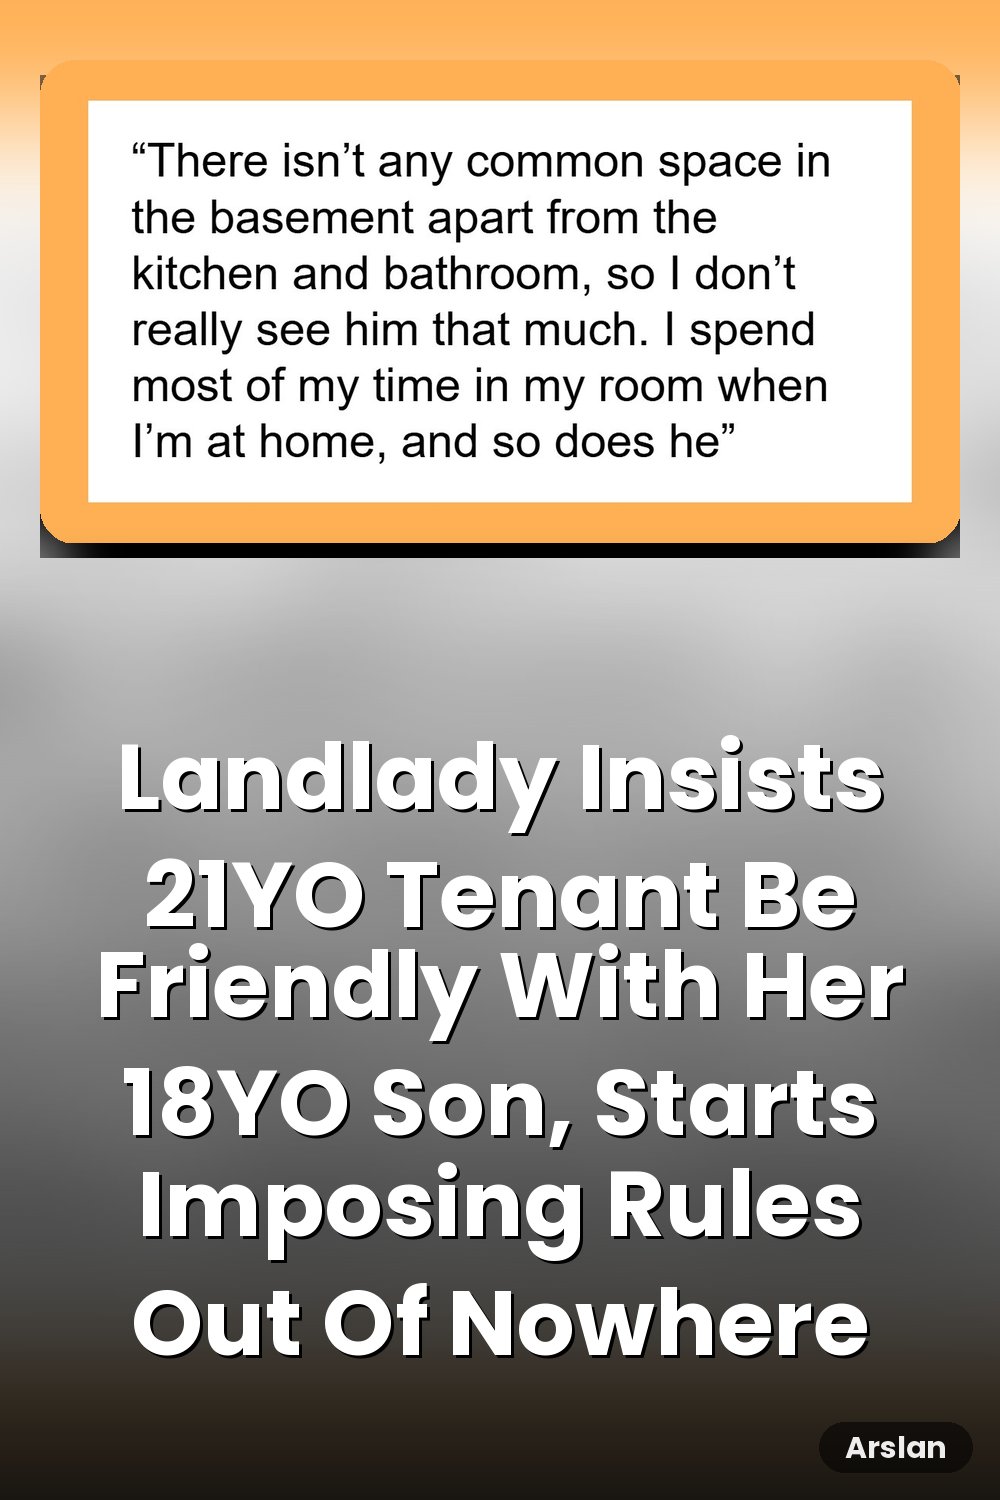 “There isn’t any common space in
the basement apart from the
kitchen and bathroom, so I don’t
really see him that much. I spend
most of my time in my room when
I’m at home, and so does he”
Landlady Insists
21YO Tenant Be
Friendly With Her
18YO Son, Starts
Imposing Rules
Out Of Nowhere
Arslan